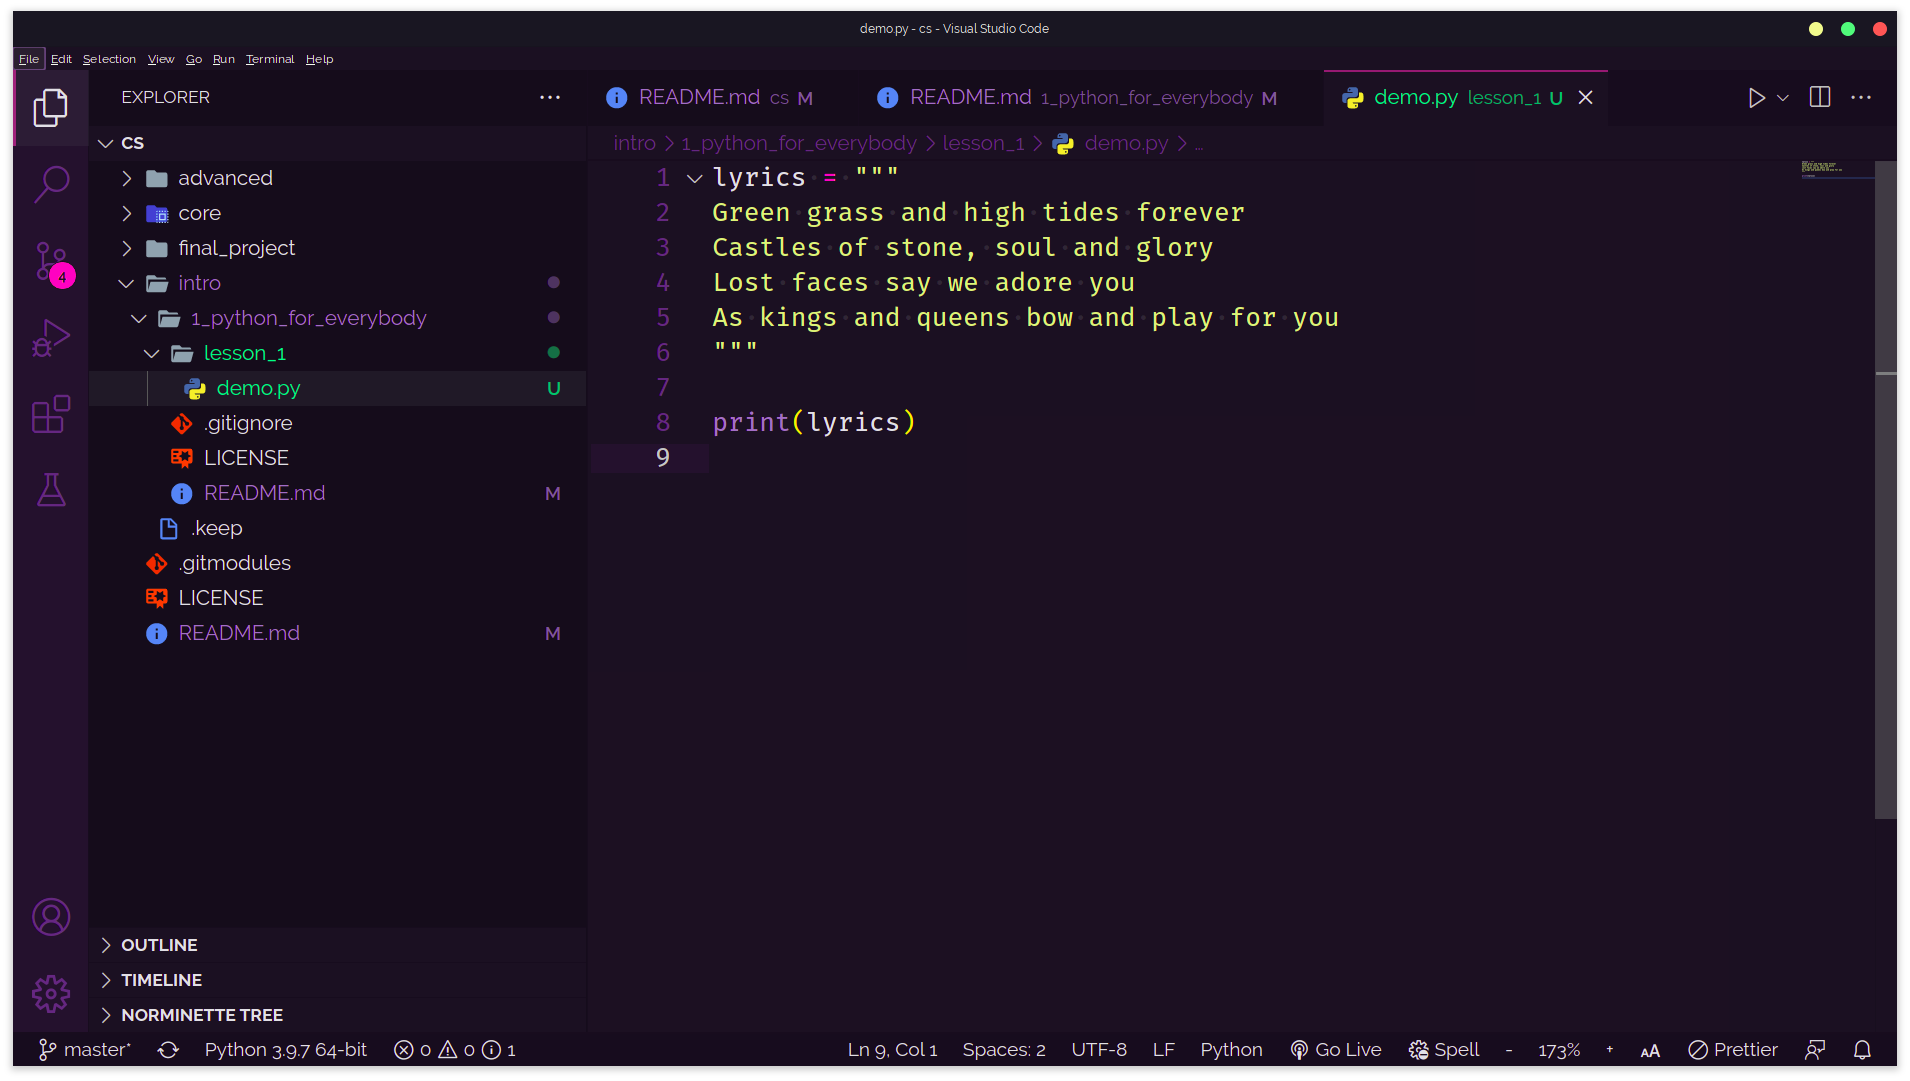 demo.py - cs - Visual Studio Code
File Edit Selection View Go Run Terminal Help
EXPLORER
README.md cs M
README.md 1_python_for_everybody M
demo.py lesson_1 U
CS
intro > 1_python_for_everybody > lesson_1 > demo.py > ...
advanced
core
final_project
intro
1_python_for_everybody
lesson_1
demo.py U
.gitignore
LICENSE
README.md M
.keep
.gitmodules
LICENSE
README.md M
4
1 lyrics = """
2 Green grass and high tides forever
3 Castles of stone, soul and glory
4 Lost faces say we adore you
5 As kings and queens bow and play for you
6 """
7
8 print(lyrics)
9
OUTLINE
TIMELINE
NORMINETTE TREE
master* Python 3.9.7 64-bit 0 0 1 Ln 9, Col 1 Spaces: 2 UTF-8 LF Python Go Live Spell - 173% + AA Prettier